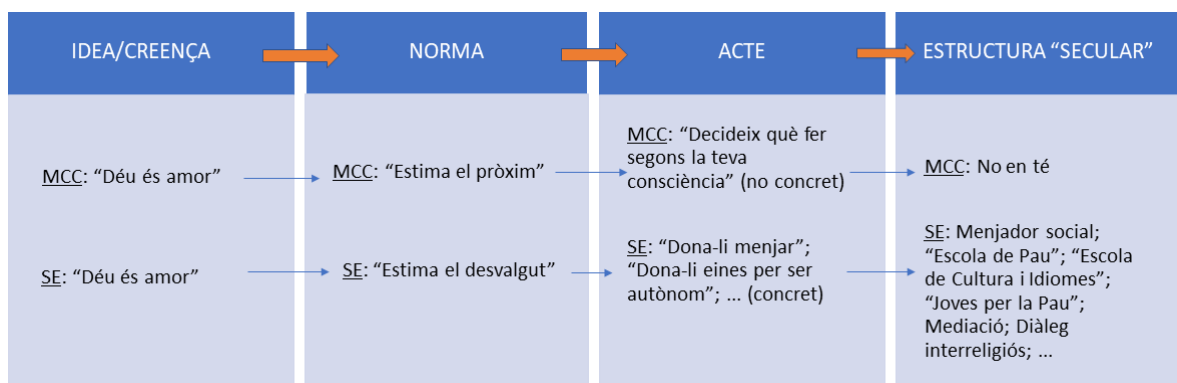 IDEA/CREENÇA
NORMA
ACTE
ESTRUCTURA “SECULAR”
MCC: “Déu és amor”
MCC: “Estima el pròxim”
MCC: “Decideix què fer
segons la teva
consciència” (no concret)
MCC: No en té
SE: “Déu és amor”
SE: “Estima el desvalgut”
SE: “Dona-li menjar”;
“Dona-li eines per ser
autònom”; ... (concret)
SE: Menjador social;
“Escola de Pau”; “Escola
de Cultura i Idiomes”;
“Joves per la Pau”;
Mediació; Diàleg
interreligiós; ...